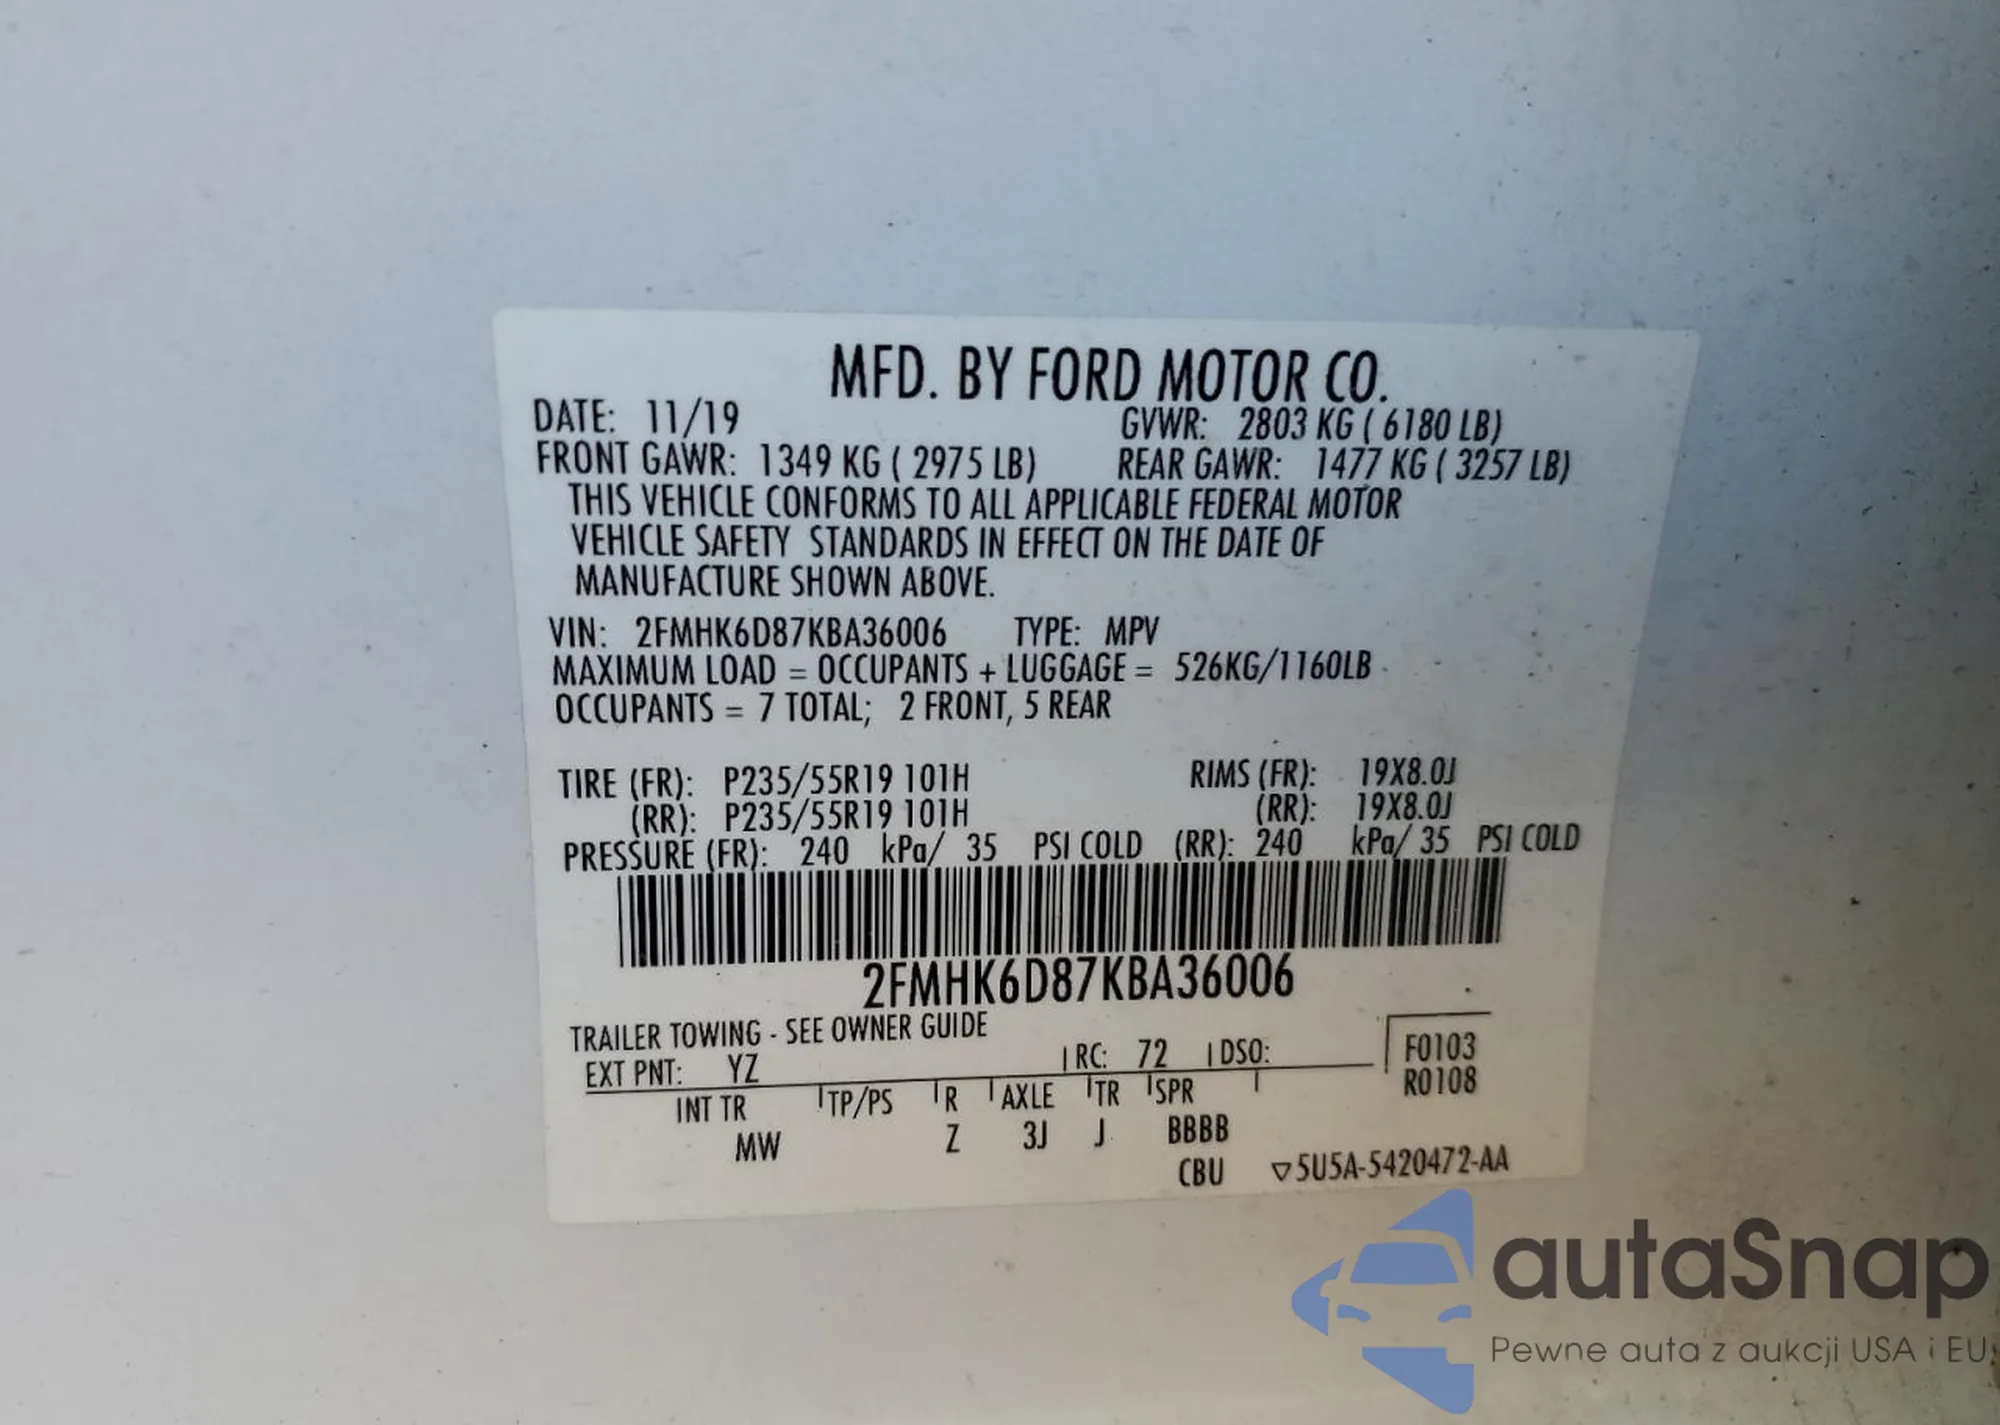 MFD. BY FORD MOTOR CO.
DATE: 11/19 GVWR: 2803 KG ( 6180 LB)
FRONT GAWR: 1349 KG ( 2975 LB) REAR GAWR: 1477 KG ( 3257 LB)
THIS VEHICLE CONFORMS TO ALL APPLICABLE FEDERAL MOTOR
VEHICLE SAFETY STANDARDS IN EFFECT ON THE DATE OF
MANUFACTURE SHOWN ABOVE.
VIN: 2FMHK6D87KBA36006 TYPE: MPV
MAXIMUM LOAD = OCCUPANTS + LUGGAGE = 526KG/1160LB
OCCUPANTS = 7 TOTAL; 2 FRONT, 5 REAR
TIRE (FR): P235/55R19 101H RIMS (FR): 19X8.0J
(RR): P235/55R19 101H (RR): 19X8.0J
PRESSURE (FR): 240 kPa/ 35 PSI COLD (RR): 240 kPa/ 35 PSI COLD
2FMHK6D87KBA36006
TRAILER TOWING - SEE OWNER GUIDE
EXT PNT: YZ RC: 72 DSO: F0103
R0108
INT TR TP/PS R AXLE TR SPR
MW Z 3J J BBBB
CBU ▽5U5A-5420472-AA
autaSnap
Pewne auta z aukcji USA i EU